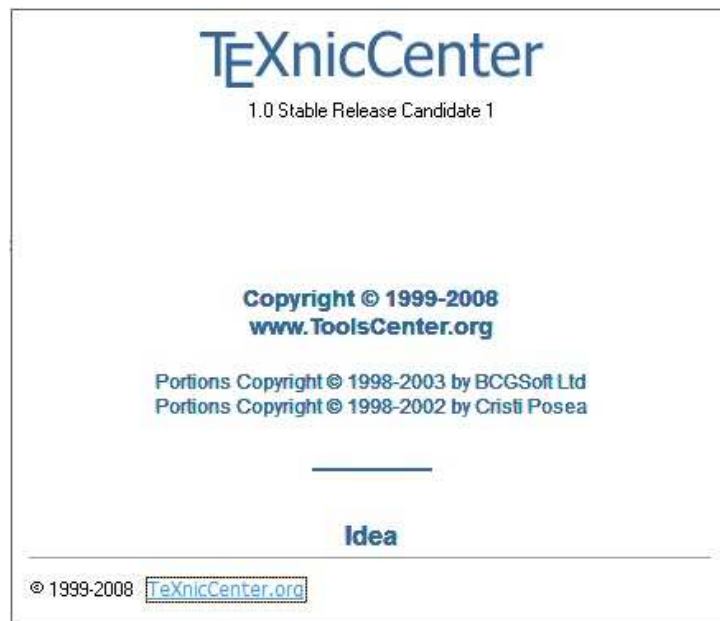 TEXnicCenter
1.0 Stable Release Candidate 1
Copyright © 1999-2008
www.ToolsCenter.org
Portions Copyright © 1998-2003 by BCGSoft Ltd
Portions Copyright © 1998-2002 by Cristi Posea
Idea
© 1999-2008 TeXnicCenter.org